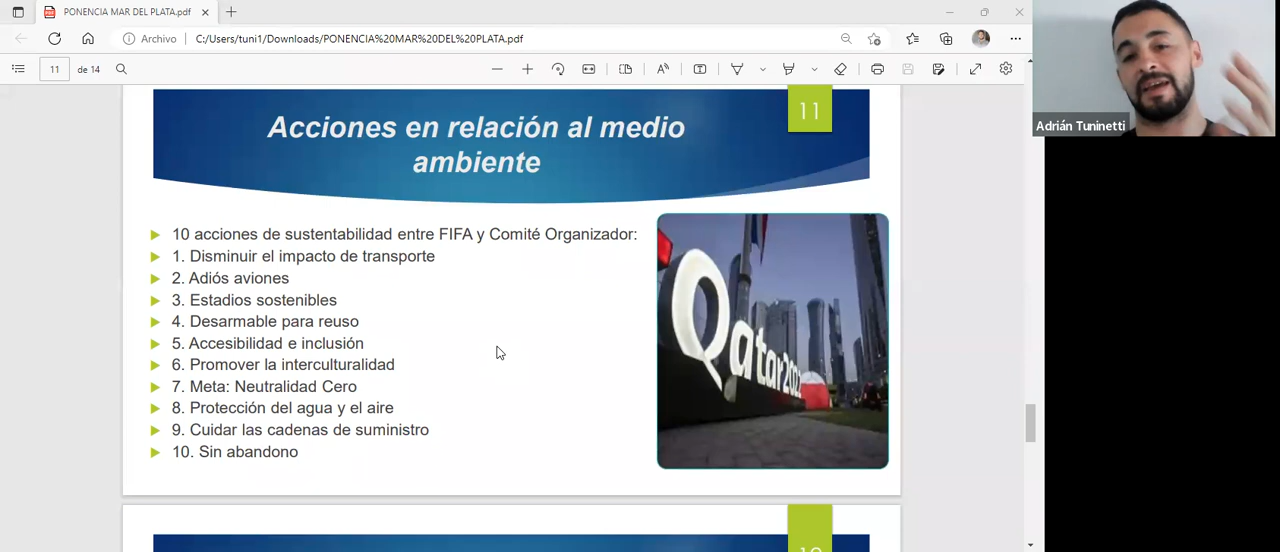 PONENCIA MAR DEL PLATA.pdf
Archivo C:/Users/tuni1/Downloads/PONENCIA%20MAR%20DEL%20PLATA.pdf
11 de 14
Adrián Tuninetti
11
Acciones en relación al medio
ambiente
10 acciones de sustentabilidad entre FIFA y Comité Organizador:
1. Disminuir el impacto de transporte
2. Adiós aviones
3. Estadios sostenibles
4. Desarmable para reuso
5. Accesibilidad e inclusión
6. Promover la interculturalidad
7. Meta: Neutralidad Cero
8. Protección del agua y el aire
9. Cuidar las cadenas de suministro
10. Sin abandono
Qatar2022